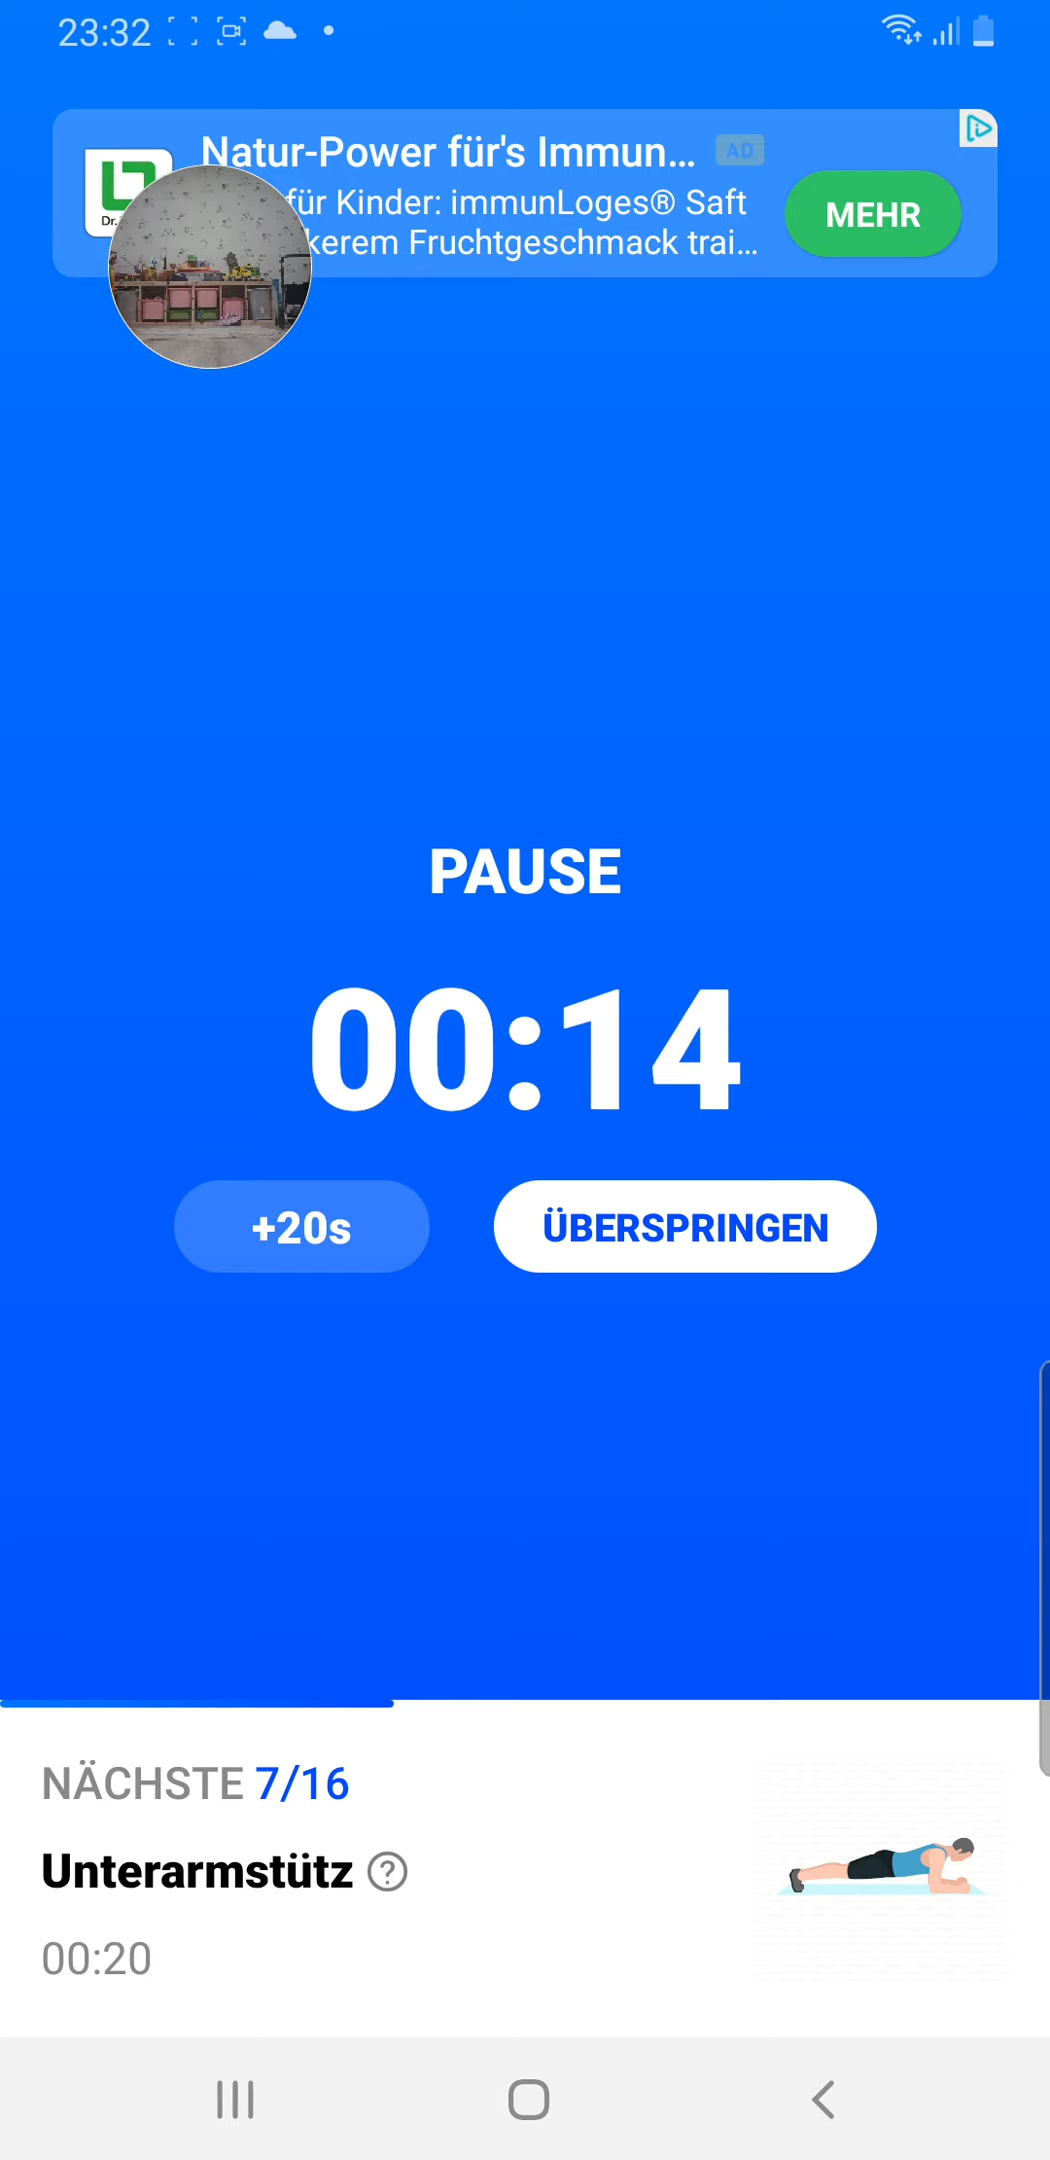 23:32
Natur-Power für's Immun... AD
für Kinder: immunLoges® Saft
kerem Fruchtgeschmack trai...
MEHR
Dr.
PAUSE
00:14
+20s
ÜBERSPRINGEN
NÄCHSTE 7/16
Unterarmstütz ?
00:20